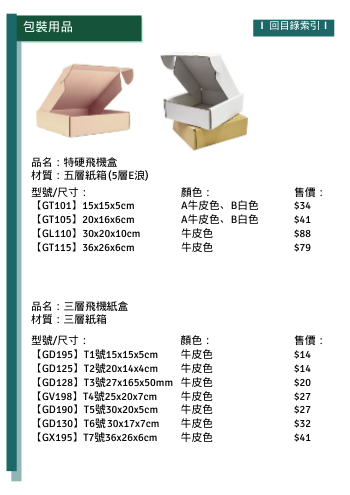 包裝用品
I 回目錄索引 I
品名：特硬飛機盒
材質：五層紙箱(5層E浪)
型號/尺寸： 顏色： 售價：
【GT101】15x15x5cm A牛皮色、B白色 $34
【GT105】20x16x6cm A牛皮色、B白色 $41
【GL110】30x20x10cm 牛皮色 $88
【GT115】36x26x6cm 牛皮色 $79
品名：三層飛機紙盒
材質：三層紙箱
型號/尺寸： 顏色： 售價：
【GD195】T1號15x15x5cm 牛皮色 $14
【GD125】T2號20x14x4cm 牛皮色 $14
【GD128】T3號27x165x50mm 牛皮色 $20
【GV198】T4號25x20x7cm 牛皮色 $27
【GD190】T5號30x20x5cm 牛皮色 $27
【GD130】T6號30x17x7cm 牛皮色 $32
【GX195】T7號36x26x6cm 牛皮色 $41